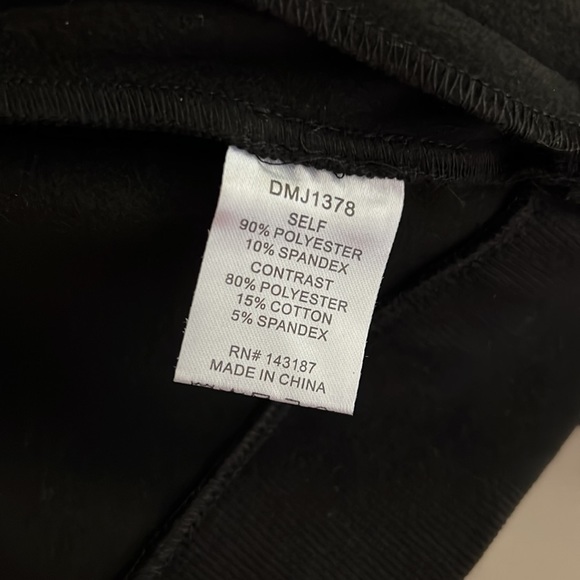 DMJ1378
SELF
90% POLYESTER
10% SPANDEX
CONTRAST
80% POLYESTER
15% COTTON
5% SPANDEX
RN# 143187
MADE IN CHINA